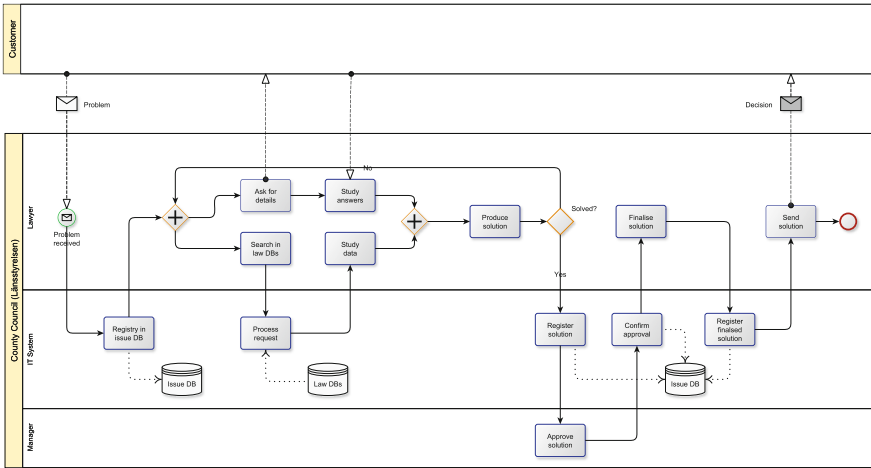 Customer
Problem
Decision
County Council (Länsstyrelsen)
Lawyer
No
Ask for
details
Study
answers
Problem
received
Search in
law DBs
Study
data
Produce
solution
Solved?
Yes
Finalise
solution
Send
solution
IT System
Registry in
issue DB
Process
request
Register
solution
Confirm
approval
Register
finalised
solution
Issue DB
Law DBs
Issue DB
Manager
Approve
solution